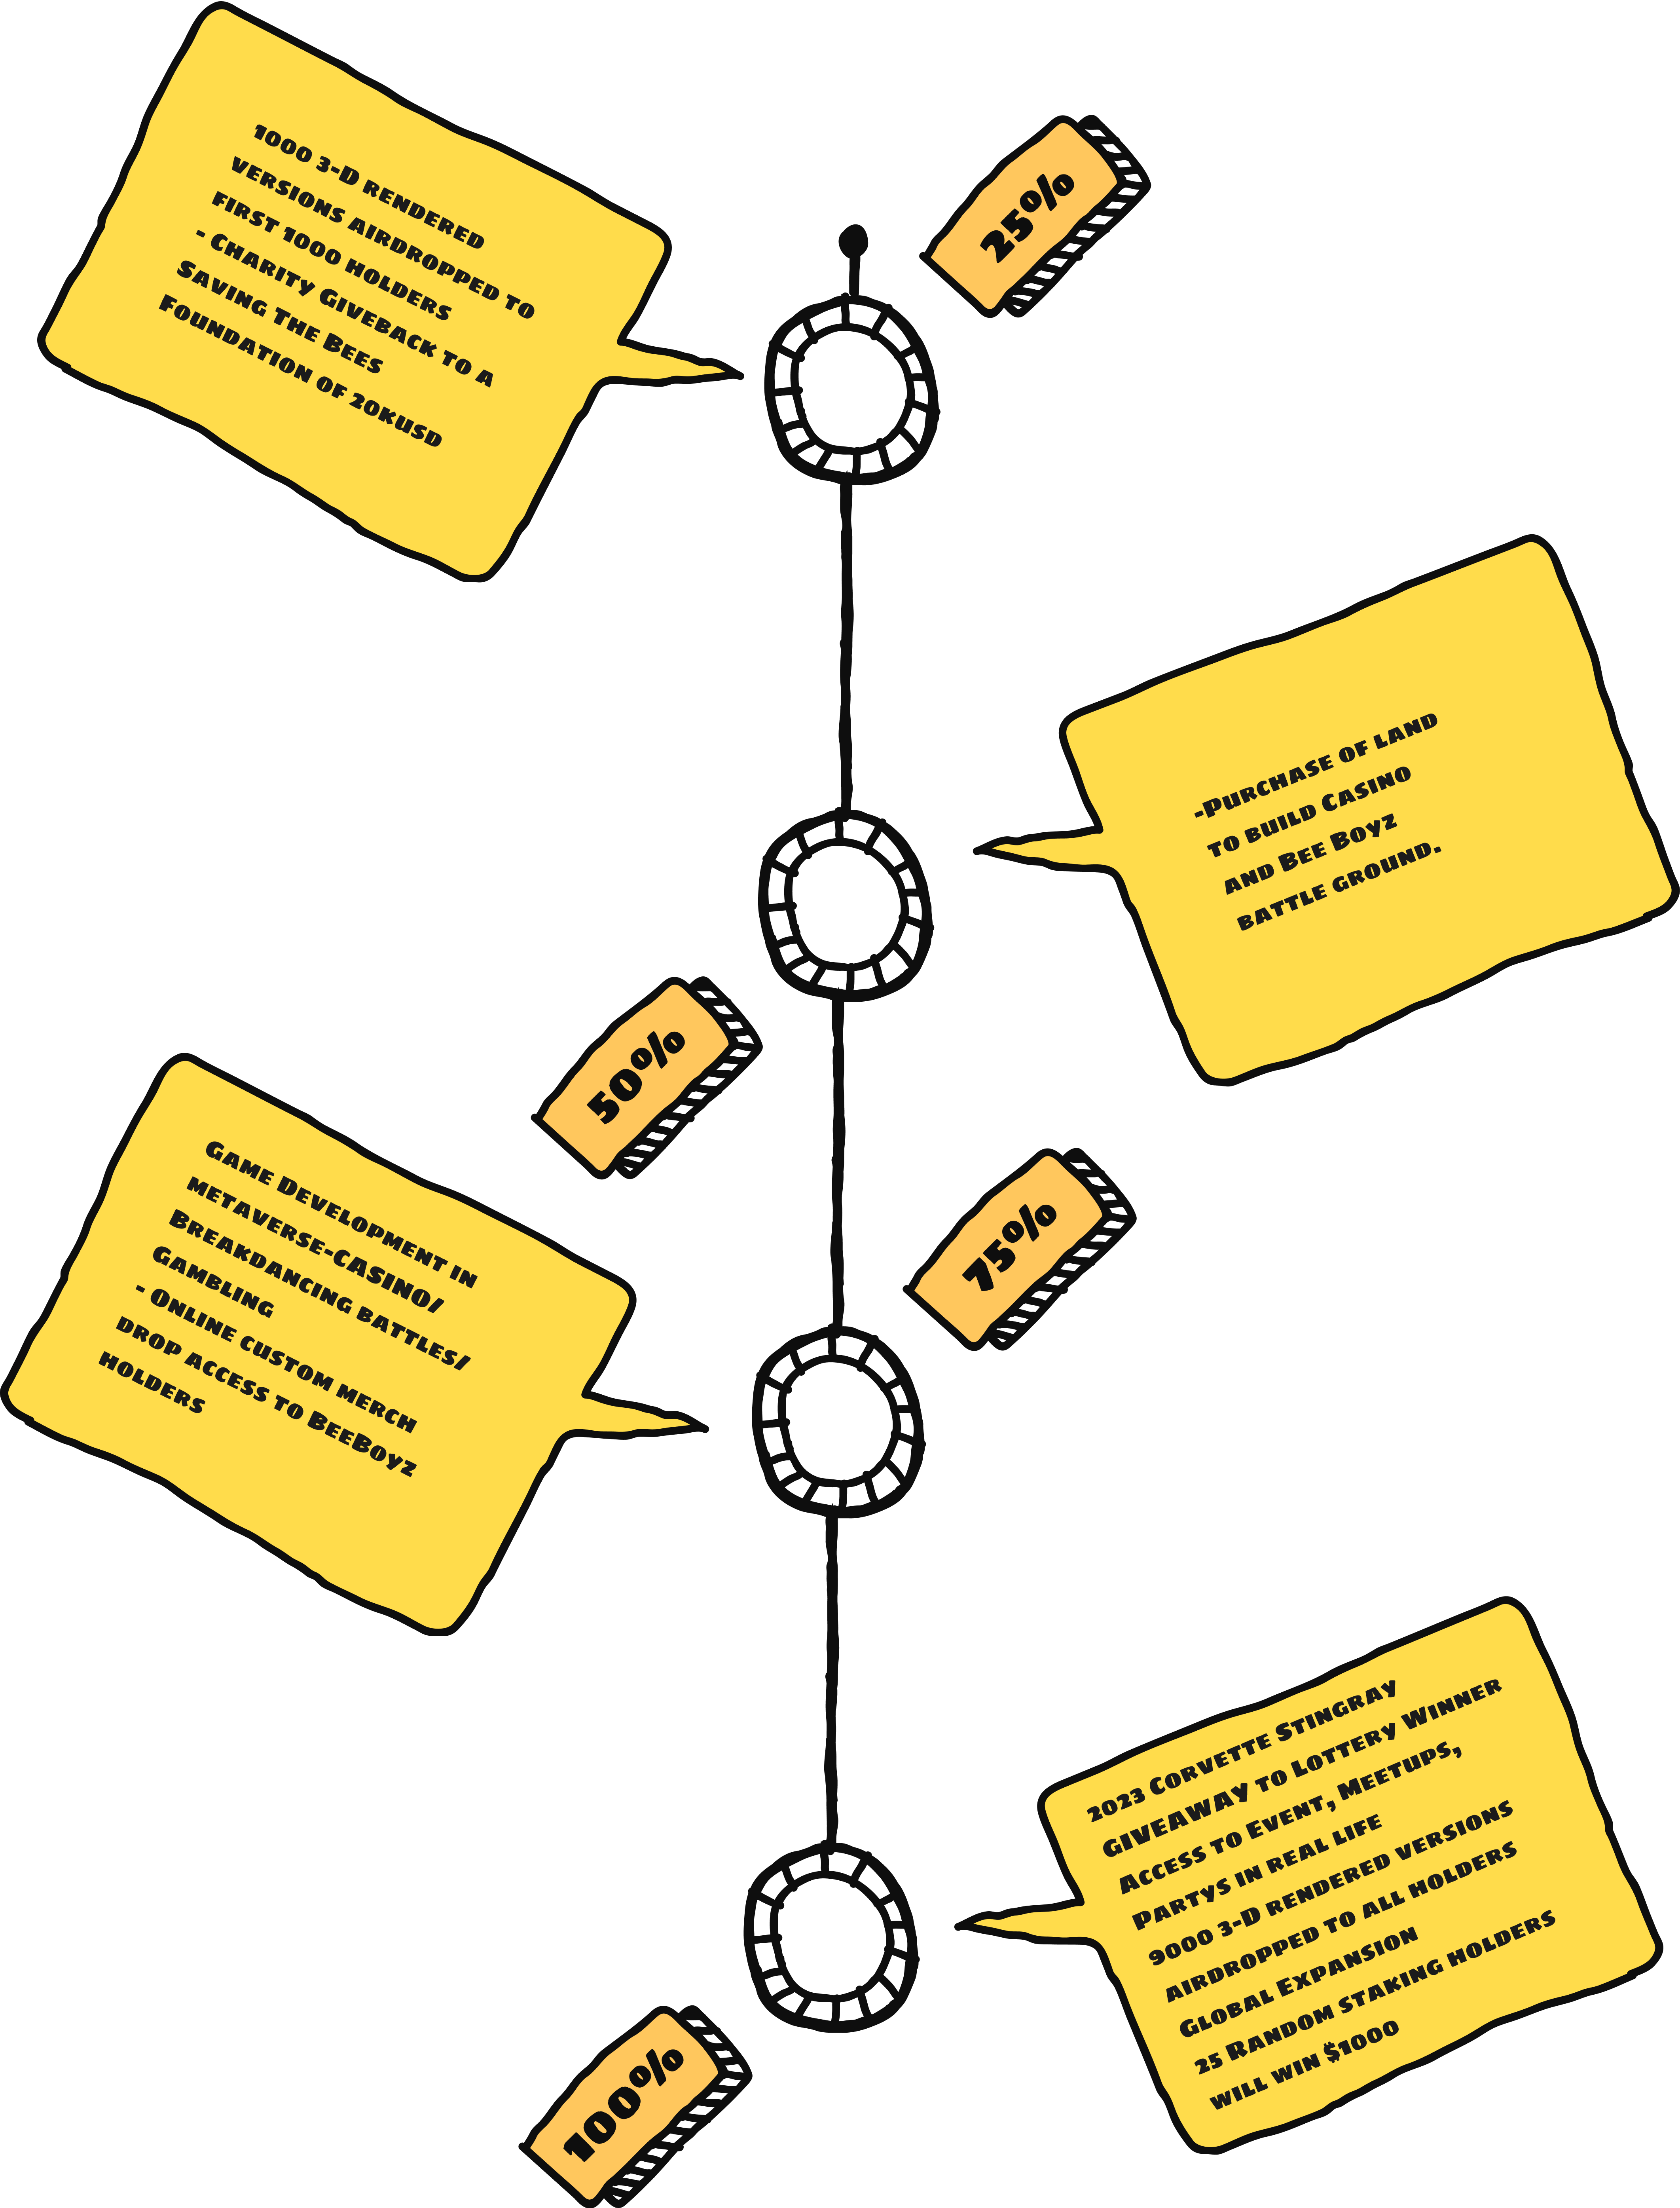 1000 3-D rendered
versions airdropped to
first 1000 holders
- Charity Giveback to a
Saving The Bees
Foundation of 20kusd
25%
-Purchase of land
to build Casino
and Bee Boyz
battle ground.
50%
Game Development in
metaverse-CASINO/
Breakdancing battles/
Gambling
- Online custom merch
drop access to BeeBoyz
holders
75%
2023 Corvette Stingray
GIVEAWAY to Lottery Winner
Access to Event, Meetups,
Partys in real life
9000 3-D rendered versions
airdropped to all holders
Global Expansion
25 Random staking holders
will win $1000
100%